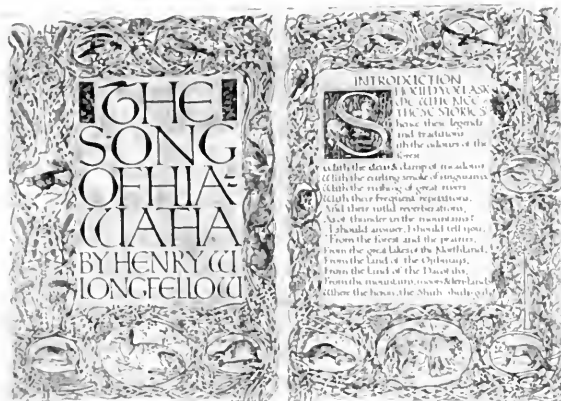 THE
SONG
OF HIA=
WATHA
BY HENRY W
LONGFELLOW
INTRODUCTION
SHOULD YOU ASK
ME, WHENCE
THESE STORIES
these legends
and traditions
ith the odours of the
forest
With the dew & damp of meadows
With the curling smoke of wigwams
With the rushing of great rivers
With their frequent repetitions,
And their wild reverberations,
As of thunder in the mountains?
I should answer, I should tell you,
"From the forest and the prairies,
From the great lakes of the Northland,
From the land of the Ojibways,
From the land of the Dacotahs,
From the mountains, moors & fen-lands
Where the heron, the Shuh-shuh-gah